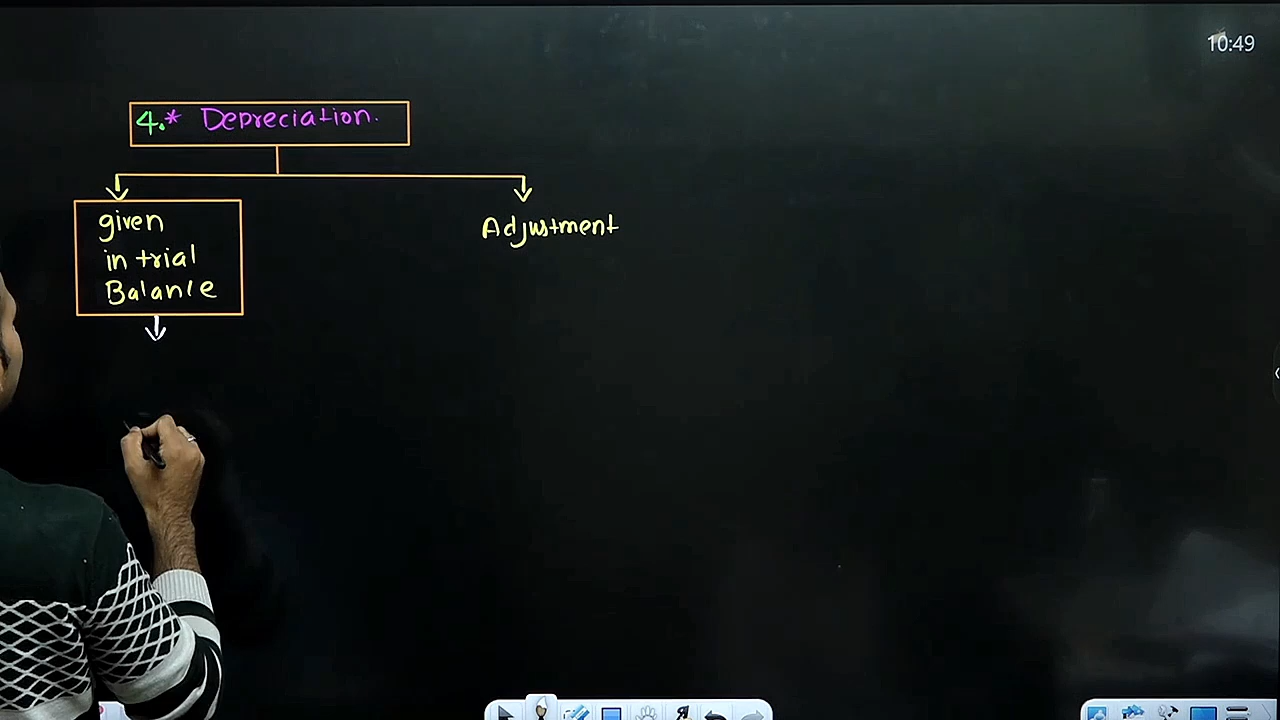 10:49
4.* Depreciation.
given
in trial
Balance
Adjustment